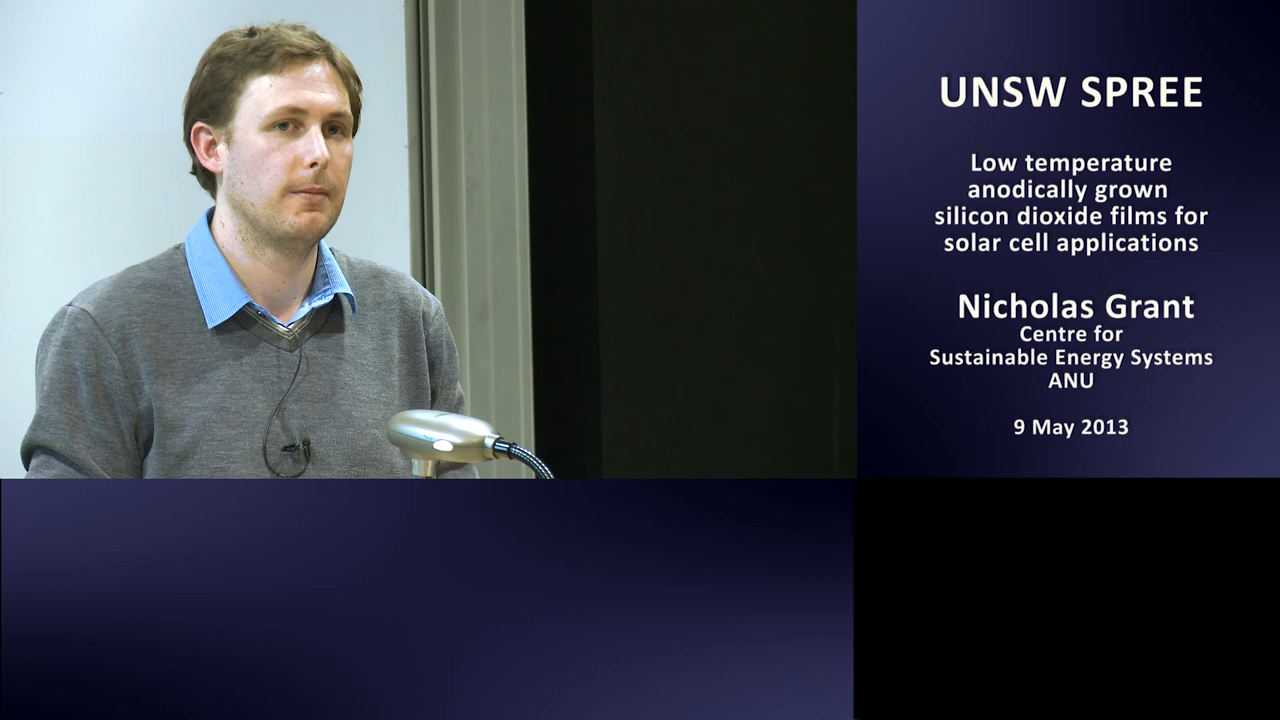 UNSW SPREE
Low temperature
anodically grown
silicon dioxide films for
solar cell applications
Nicholas Grant
Centre for
Sustainable Energy Systems
ANU
9 May 2013